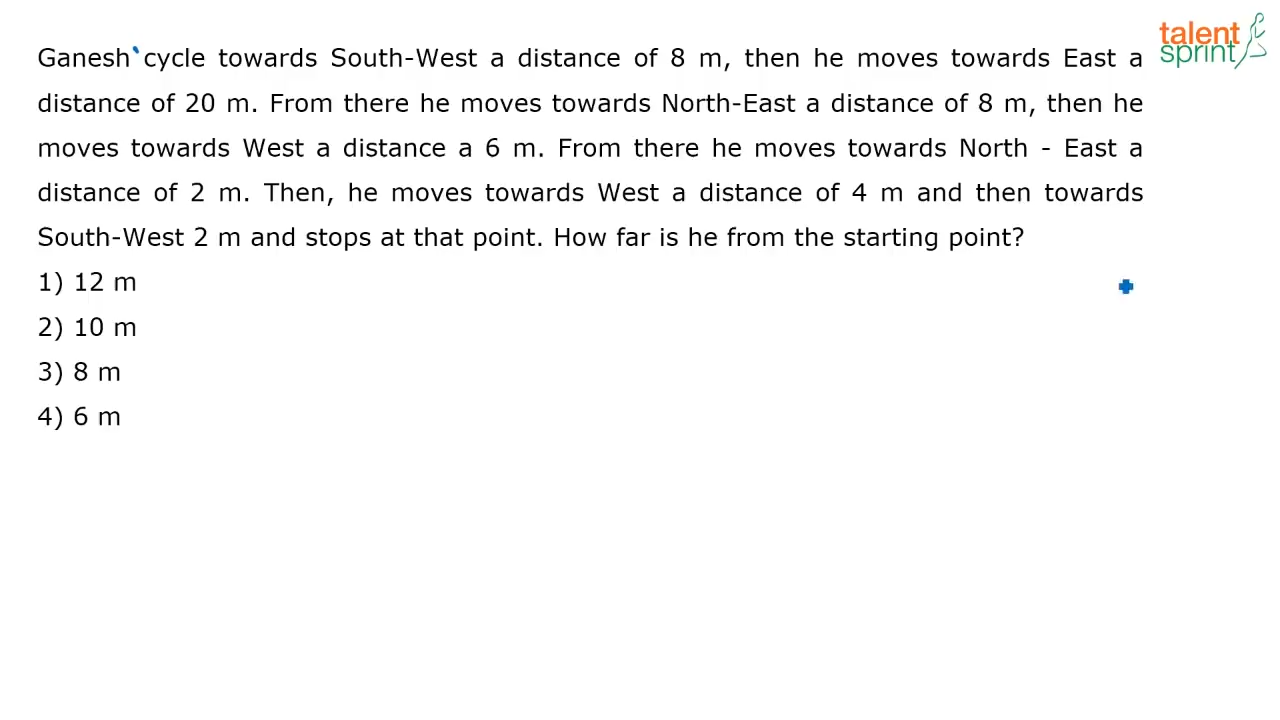 talent
sprint
Ganesh cycle towards South-West a distance of 8 m, then he moves towards East a
distance of 20 m. From there he moves towards North-East a distance of 8 m, then he
moves towards West a distance a 6 m. From there he moves towards North - East a
distance of 2 m. Then, he moves towards West a distance of 4 m and then towards
South-West 2 m and stops at that point. How far is he from the starting point?
1) 12 m
2) 10 m
3) 8 m
4) 6 m